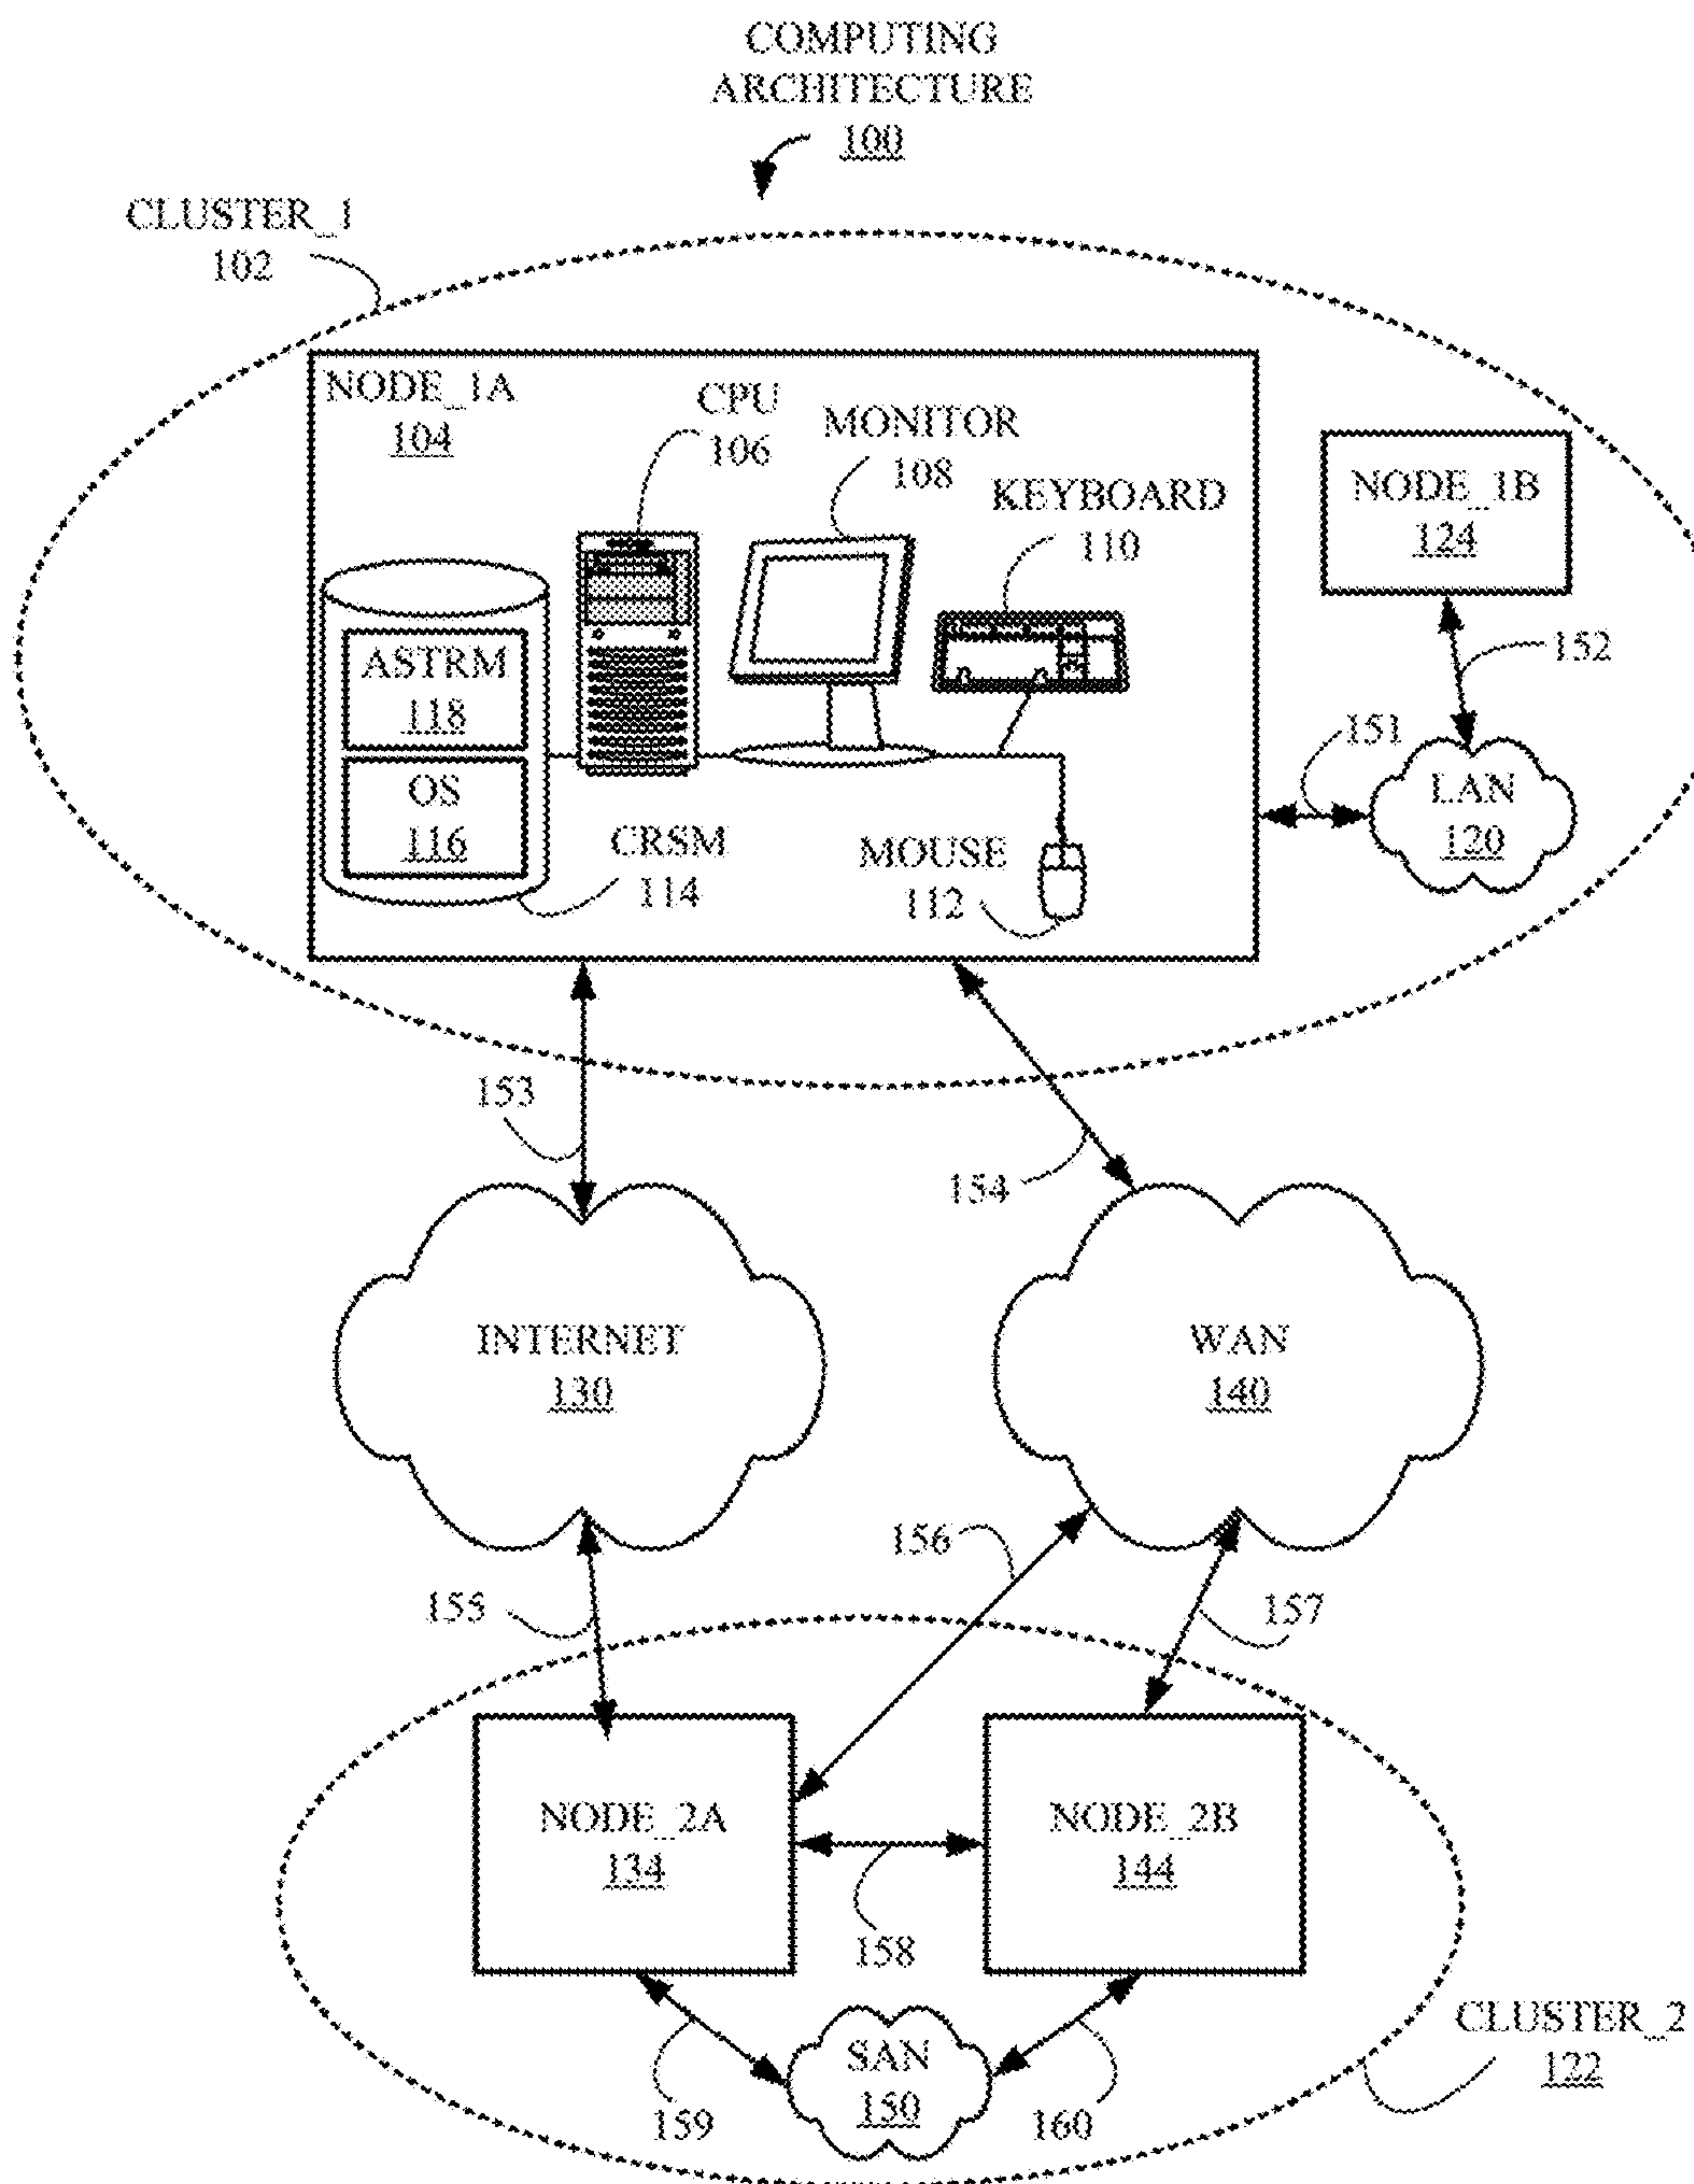 COMPUTING
ARCHITECTURE
100
CLUSTER_1
102
NODE_1A
104
CPU
106
MONITOR
108
KEYBOARD
110
NODE_1B
124
152
ASTRM
118
151
OS
116
LAN
120
CRSM
114
MOUSE
112
153
154
INTERNET
130
WAN
140
156
155
157
NODE_2A
134
NODE_2B
144
158
SAN
150
159
160
CLUSTER_2
122